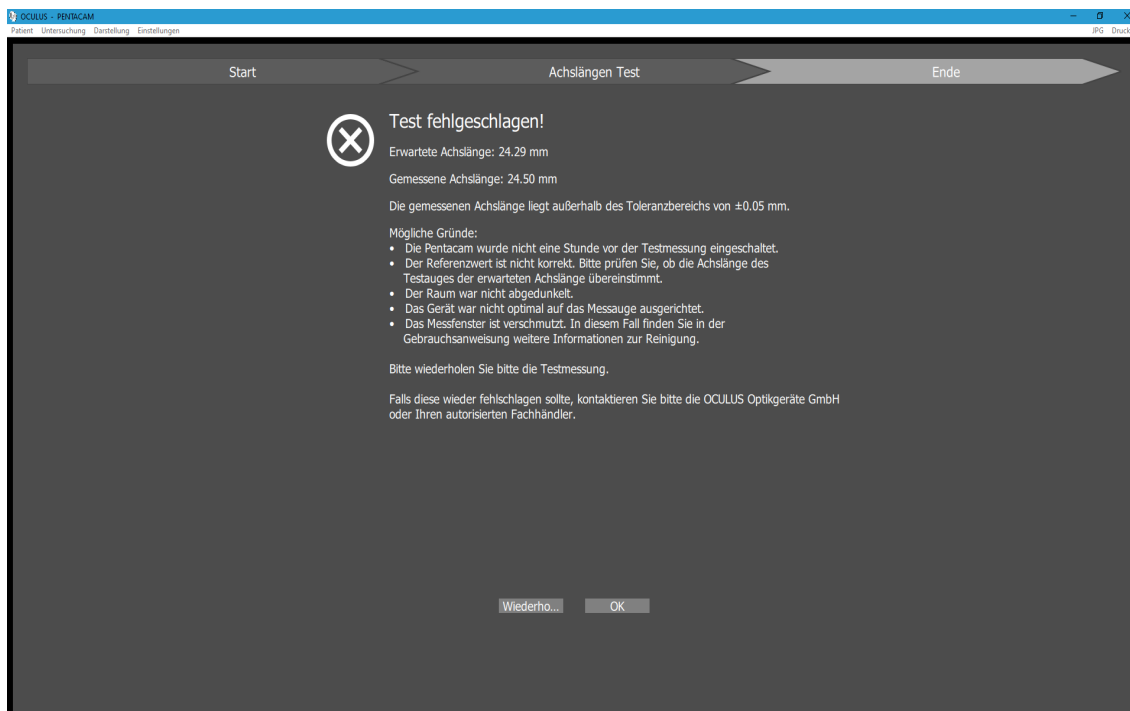 OCULUS - PENTACAM
Patient Untersuchung Darstellung Einstellungen JPG Druck
Start Achslängen Test Ende
Test fehlgeschlagen!
Erwartete Achslänge: 24.29 mm
Gemessene Achslänge: 24.50 mm
Die gemessenen Achslänge liegt außerhalb des Toleranzbereichs von ±0.05 mm.
Mögliche Gründe:
• Die Pentacam wurde nicht eine Stunde vor der Testmessung eingeschaltet.
• Der Referenzwert ist nicht korrekt. Bitte prüfen Sie, ob die Achslänge des
Testauges der erwarteten Achslänge übereinstimmt.
• Der Raum war nicht abgedunkelt.
• Das Gerät war nicht optimal auf das Messauge ausgerichtet.
• Das Messfenster ist verschmutzt. In diesem Fall finden Sie in der
Gebrauchsanweisung weitere Informationen zur Reinigung.
Bitte wiederholen Sie bitte die Testmessung.
Falls diese wieder fehlschlagen sollte, kontaktieren Sie bitte die OCULUS Optikgeräte GmbH
oder Ihren autorisierten Fachhändler.
Wiederho... OK